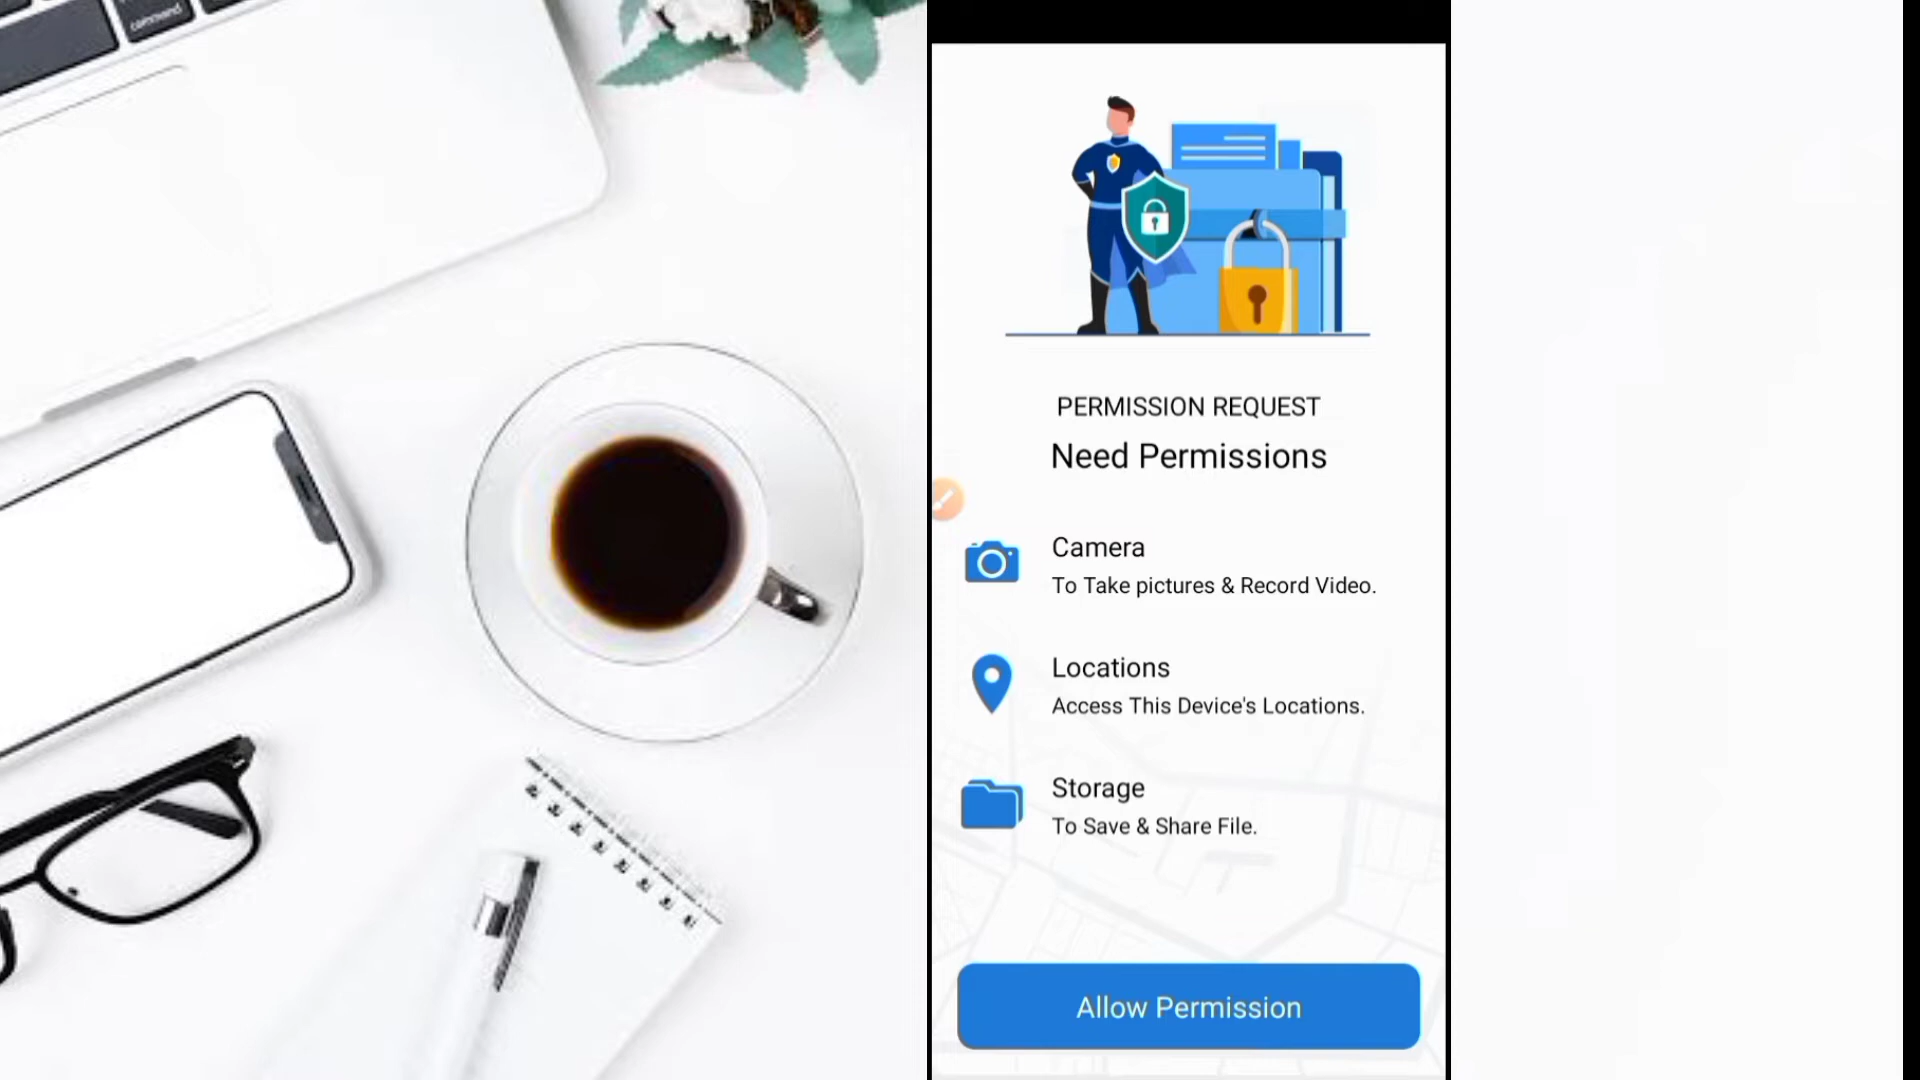 command
PERMISSION REQUEST
Need Permissions
Camera
To Take pictures & Record Video.
Locations
Access This Device's Locations.
Storage
To Save & Share File.
Allow Permission